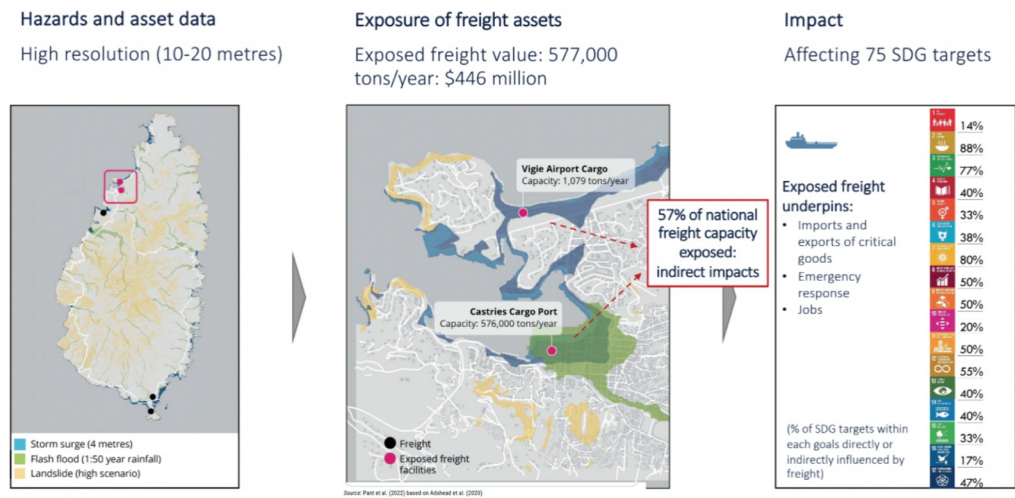 Hazards and asset data
High resolution (10-20 metres)
Exposure of freight assets
Exposed freight value: 577,000
tons/year: $446 million
Impact
Affecting 75 SDG targets
Storm surge (4 metres)
Flash flood (1:50 year rainfall)
Landslide (high scenario)
Vigie Airport Cargo
Capacity: 1,079 tons/year
Castries Cargo Port
Capacity: 576,000 tons/year
Freight
Exposed freight
facilities
57% of national
freight capacity
exposed:
indirect impacts
Source: Pant et al. (2022) based on Adshead et al. (2020)
Exposed freight
underpins:
• Imports and
exports of critical
goods
• Emergency
response
• Jobs
(% of SDG targets within
each goals directly or
indirectly influenced by
freight)
14%
88%
77%
40%
33%
38%
80%
50%
50%
20%
50%
55%
40%
40%
33%
17%
47%